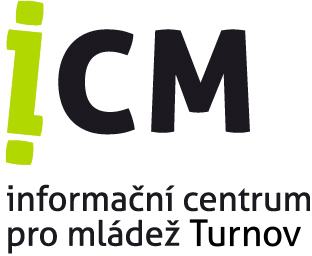 iCM
informační centrum
pro mládež Turnov